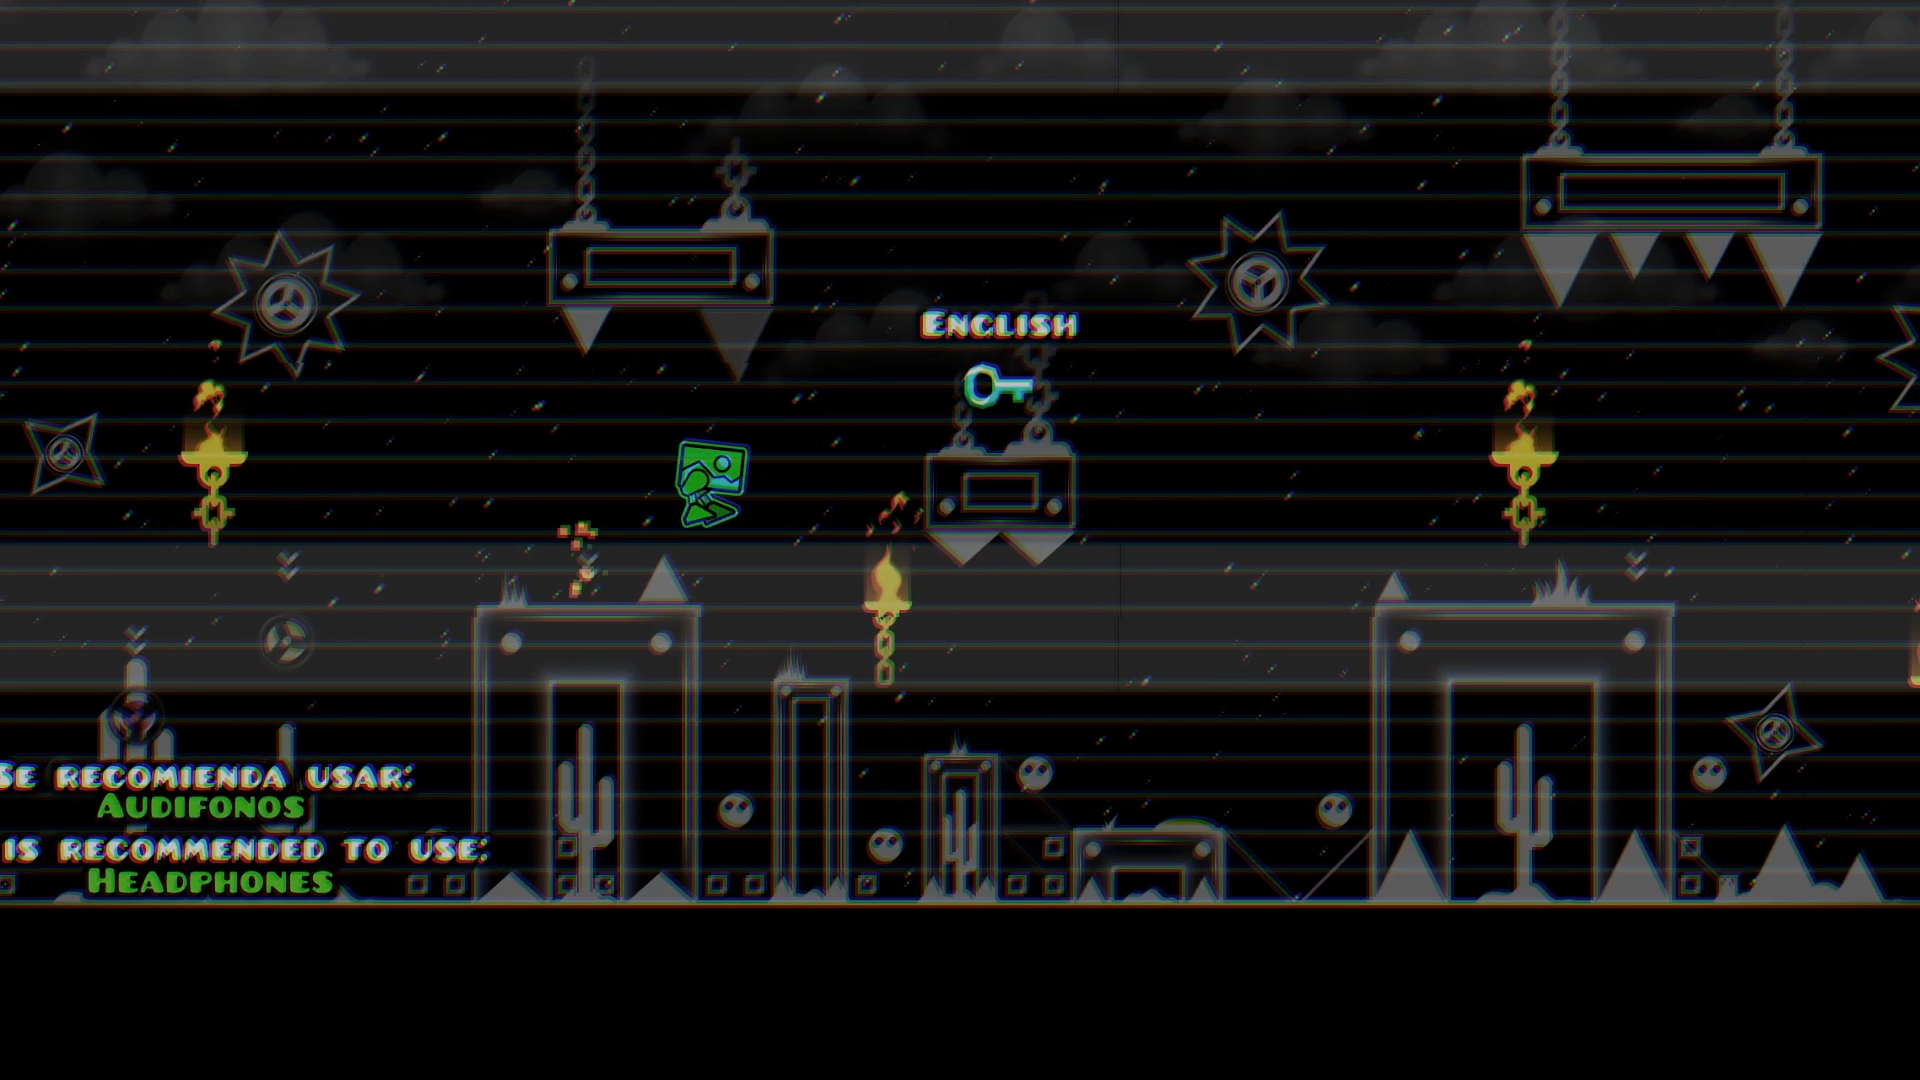 English
Se recomienda usar:
Audifonos
is recommended to use:
Headphones